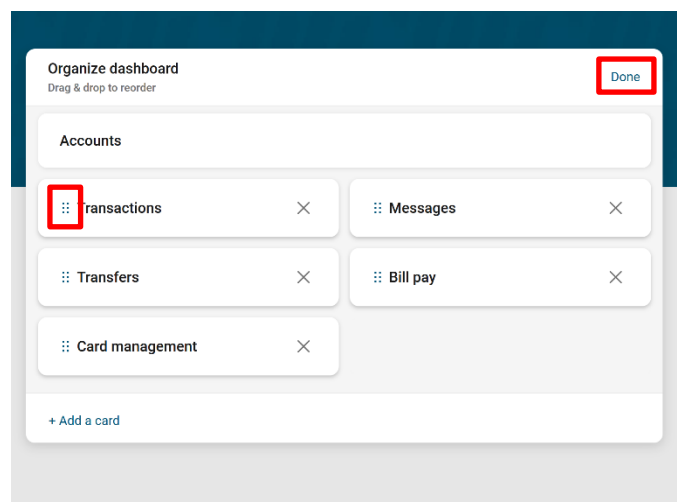 Organize dashboard
Drag & drop to reorder
Done
Accounts
Transactions
Messages
Transfers
Bill pay
Card management
+ Add a card